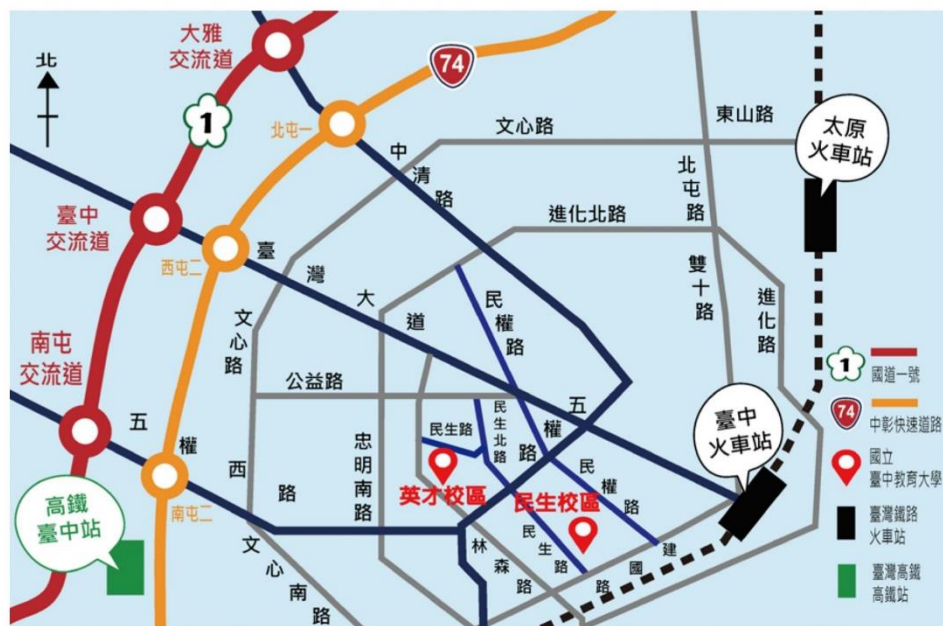 大雅
交流道
北
74
1
北屯一
中清路
文心路
東山路
太原
火車站
臺中
交流道
西屯二
臺灣大道
進化北路
北屯路
雙十路
進化路
民權路
文心路
南屯
交流道
公益路
五權路
民生路
民生北路
忠明南路
五權西路
臺中
火車站
英才校區
民生校區
民權路
高鐵
臺中站
南屯二
文心南路
林森路
民生路
建國路
1
國道一號
74
中彰快速道路
國立
臺中教育大學
臺灣鐵路
火車站
臺灣高鐵
高鐵站